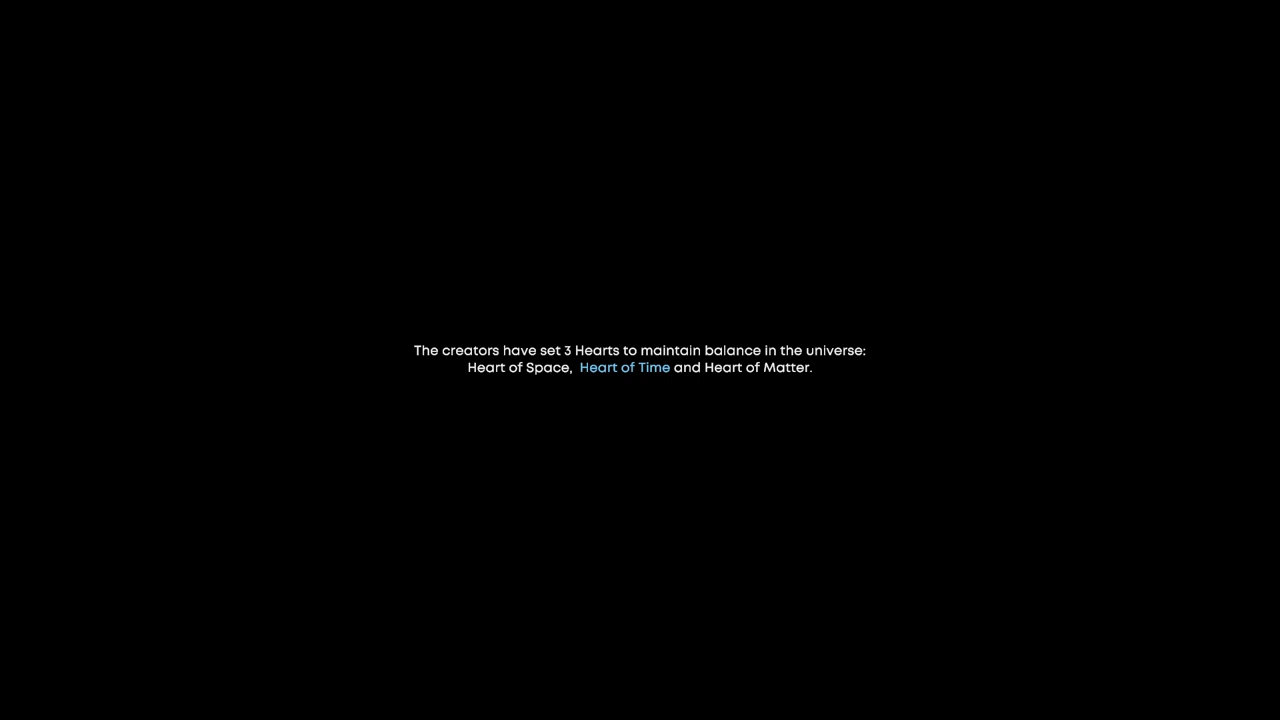 The creators have set 3 Hearts to maintain balance in the universe:
Heart of Space,  Heart of Time and Heart of Matter.